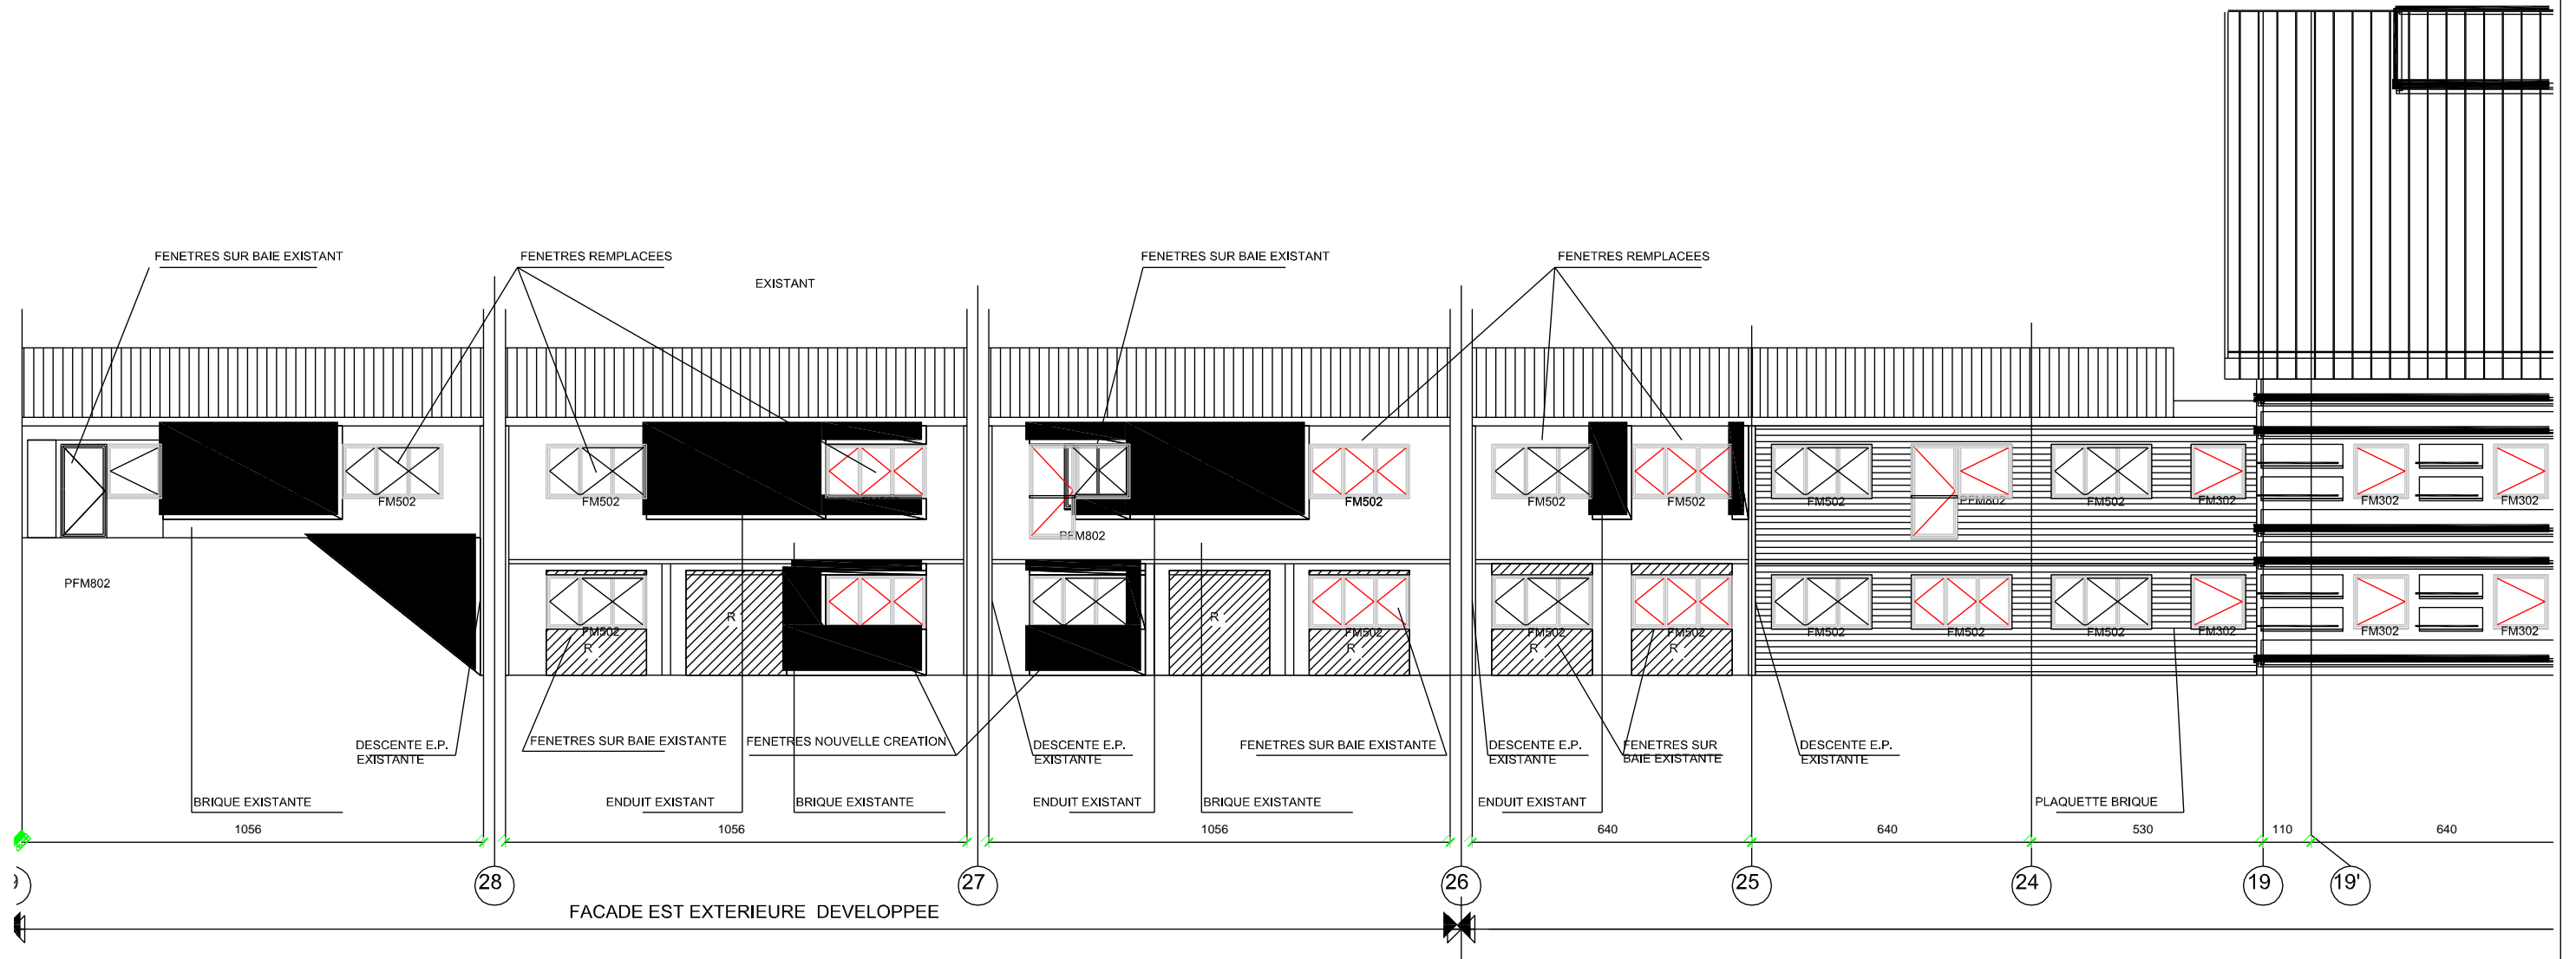 FENETRES SUR BAIE EXISTANT
FENETRES REMPLACEES
EXISTANT
FENETRES SUR BAIE EXISTANT
FENETRES REMPLACEES
FM502
FM502
FM502
FM502
FM502
FM502
PFM802
FM502
FM302
FM302
FM302
PFM802
PFM802
R
R
FM502
FM502
FM502
FM502
FM502
FM502
FM502
FM302
FM302
FM302
R
R
R
FENETRES SUR BAIE EXISTANTE
FENETRES NOUVELLE CREATION
FENETRES SUR BAIE EXISTANTE
DESCENTE E.P.
EXISTANTE
DESCENTE E.P.
EXISTANTE
DESCENTE E.P.
EXISTANTE
FENETRES SUR
BAIE EXISTANTE
DESCENTE E.P.
EXISTANTE
BRIQUE EXISTANTE
ENDUIT EXISTANT
BRIQUE EXISTANTE
ENDUIT EXISTANT
BRIQUE EXISTANTE
ENDUIT EXISTANT
PLAQUETTE BRIQUE
1056
1056
1056
640
640
530
110
640
28
27
26
25
24
19
19'
FACADE EST EXTERIEURE DEVELOPPEE